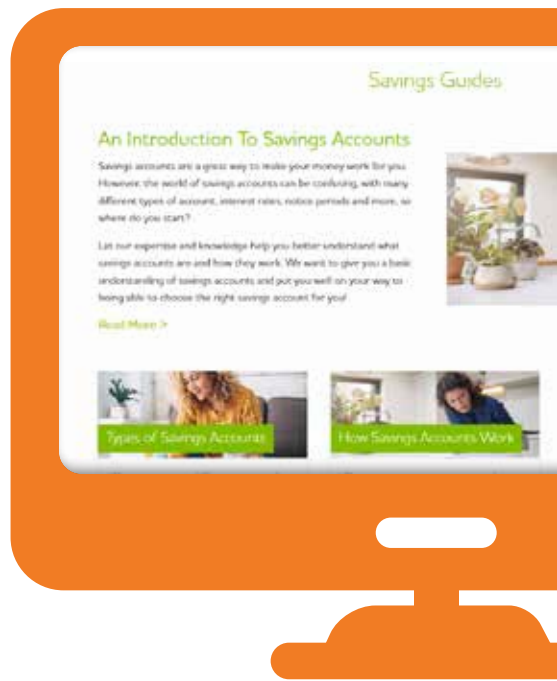 Savings Guides
An Introduction To Savings Accounts
Savings accounts are a great way to make your money work for you.
However, the world of savings accounts can be confusing, with many
different types of account, interest rates, notice periods and more, so
where do you start?
Let our expertise and knowledge help you better understand what
savings accounts are and how they work. We want to give you a basic
understanding of savings accounts and put you well on your way to
being able to choose the right savings account for you!
Read More >
Types of Savings Accounts
How Savings Accounts Work